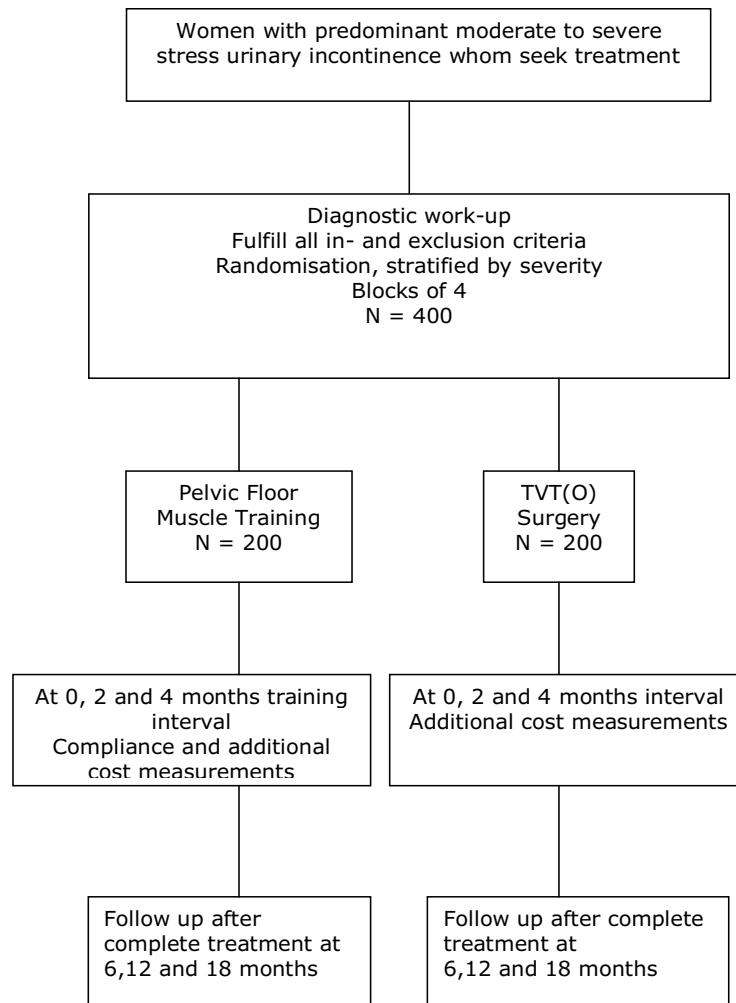 Women with predominant moderate to severe
stress urinary incontinence whom seek treatment
Diagnostic work-up
Fulfill all in- and exclusion criteria
Randomisation, stratified by severity
Blocks of 4
N = 400
Pelvic Floor
Muscle Training
N = 200
TVT(O)
Surgery
N = 200
At 0, 2 and 4 months training
interval
Compliance and additional
cost measurements
At 0, 2 and 4 months interval
Additional cost measurements
Follow up after
complete treatment at
6,12 and 18 months
Follow up after complete
treatment at
6,12 and 18 months